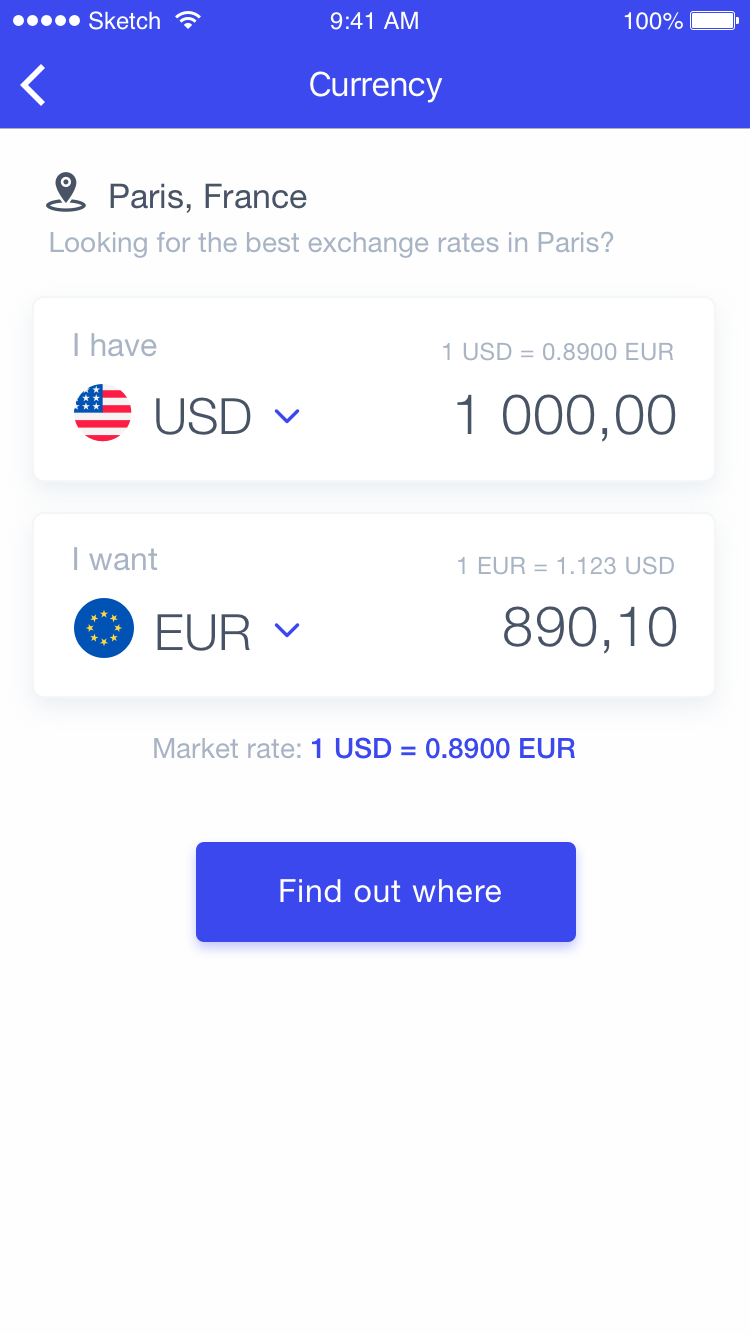 Sketch 9:41 AM 100%
Currency
Paris, France
Looking for the best exchange rates in Paris?
I have
1 USD = 0.8900 EUR
USD 1 000,00
I want
1 EUR = 1.123 USD
EUR 890,10
Market rate: 1 USD = 0.8900 EUR
Find out where